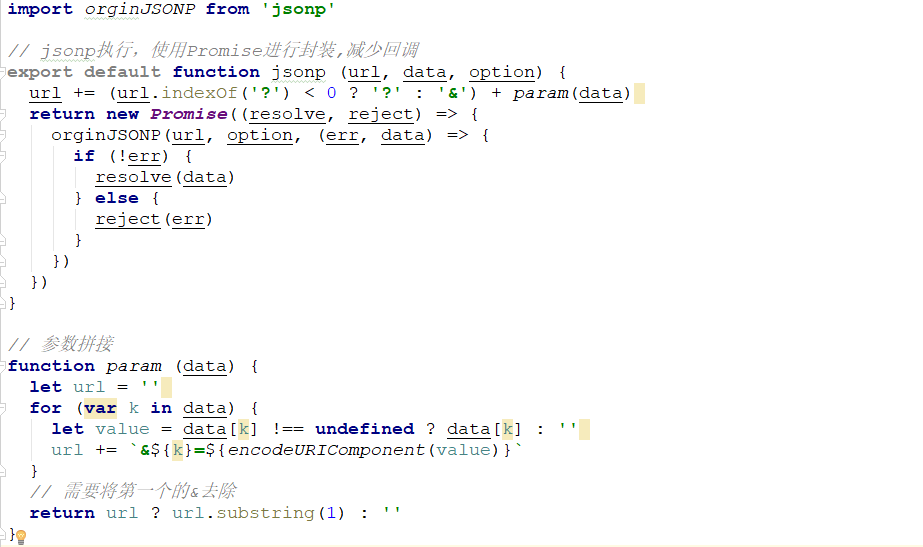 import orginJSONP from 'jsonp'
// jsonp执行，使用Promise进行封装,减少回调
export default function jsonp (url, data, option) {
  url += (url.indexOf('?') < 0 ? '?' : '&') + param(data)
  return new Promise((resolve, reject) => {
    orginJSONP(url, option, (err, data) => {
      if (!err) {
        resolve(data)
      } else {
        reject(err)
      }
    })
  })
}
// 参数拼接
function param (data) {
  let url = ''
  for (var k in data) {
    let value = data[k] !== undefined ? data[k] : ''
    url += `&${k}=${encodeURIComponent(value)}`
  }
  // 需要将第一个的&去除
  return url ? url.substring(1) : ''
}